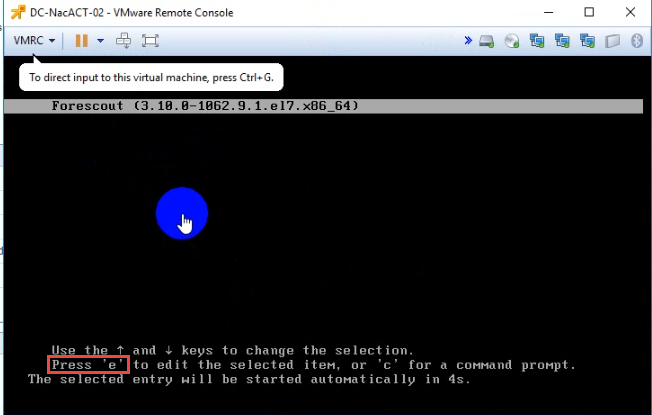 DC-NacACT-02 - VMware Remote Console
VMRC
To direct input to this virtual machine, press Ctrl+G.
Forescout (3.10.0-1062.9.1.el7.x86_64)
Use the ↑ and ↓ keys to change the selection.
Press 'e' to edit the selected item, or 'c' for a command prompt.
The selected entry will be started automatically in 4s.